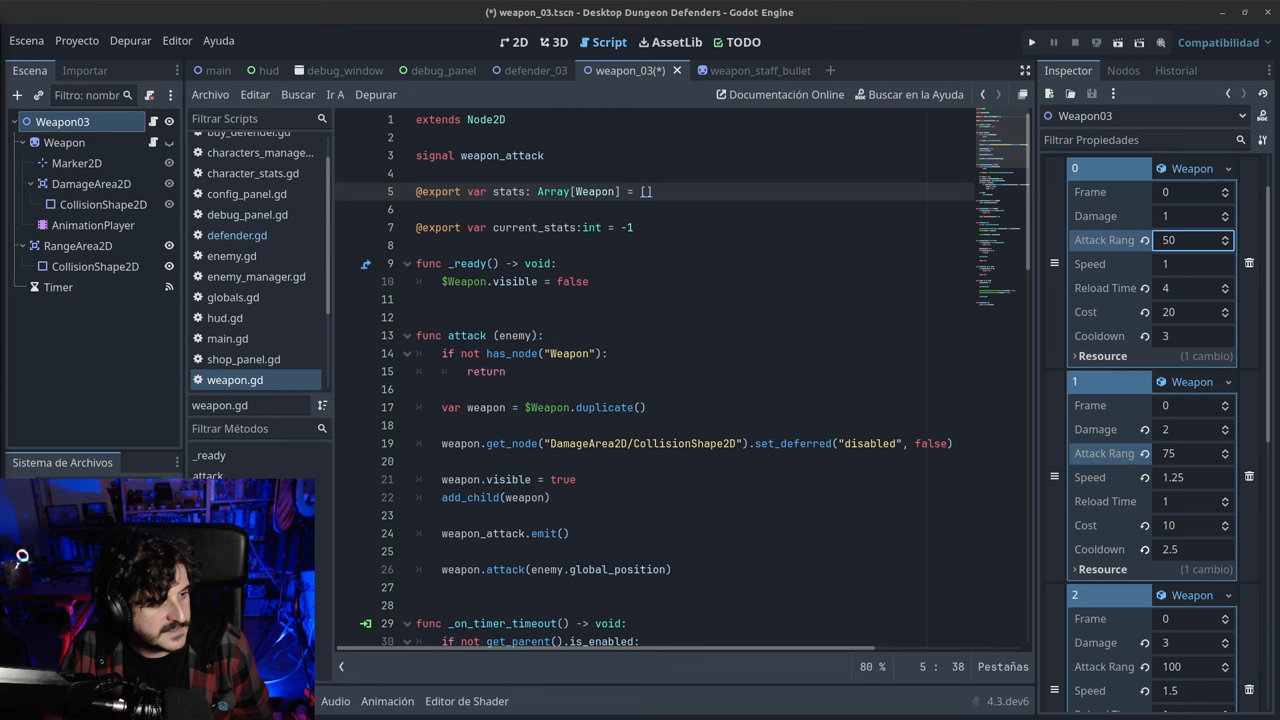 (*) weapon_03.tscn - Desktop Dungeon Defenders - Godot Engine
Escena Proyecto Depurar Editor Ayuda
2D 3D Script AssetLib TODO
Compatibilidad
Escena Importar
main hud debug_window debug_panel defender_03 weapon_03(*) weapon_staff_bullet
Inspector Nodos Historial
Filtro: nombr
Archivo Editar Buscar Ir A Depurar
Documentación Online Buscar en la Ayuda
Weapon03
Weapon
Marker2D
DamageArea2D
CollisionShape2D
AnimationPlayer
RangeArea2D
CollisionShape2D
Timer
Filtrar Scripts
buy_defender.gd
characters_manage...
character_stats.gd
config_panel.gd
debug_panel.gd
defender.gd
enemy.gd
enemy_manager.gd
globals.gd
hud.gd
main.gd
shop_panel.gd
weapon.gd
weapon.gd
Filtrar Métodos
_ready
attack
Sistema de Archivos
1 extends Node2D
2
3 signal weapon_attack
4
5 @export var stats: Array[Weapon] = []
6
7 @export var current_stats:int = -1
8
9 func _ready() -> void:
10 $Weapon.visible = false
11
12
13 func attack (enemy):
14 if not has_node("Weapon"):
15 return
16
17 var weapon = $Weapon.duplicate()
18
19 weapon.get_node("DamageArea2D/CollisionShape2D").set_deferred("disabled", false)
20
21 weapon.visible = true
22 add_child(weapon)
23
24 weapon_attack.emit()
25
26 weapon.attack(enemy.global_position)
27
28
29 func _on_timer_timeout() -> void:
30 if not get_parent().is_enabled:
80 % 5 : 38 Pestañas
Audio Animación Editor de Shader
4.3.dev6
Weapon03
Filtrar Propiedades
0 Weapon
Frame 0
Damage 1
Attack Rang 50
Speed 1
Reload Time 4
Cost 20
Cooldown 3
Resource (1 cambio)
1 Weapon
Frame 0
Damage 2
Attack Rang 75
Speed 1.25
Reload Time 1
Cost 10
Cooldown 2.5
Resource (1 cambio)
2 Weapon
Frame 0
Damage 3
Attack Rang 100
Speed 1.5